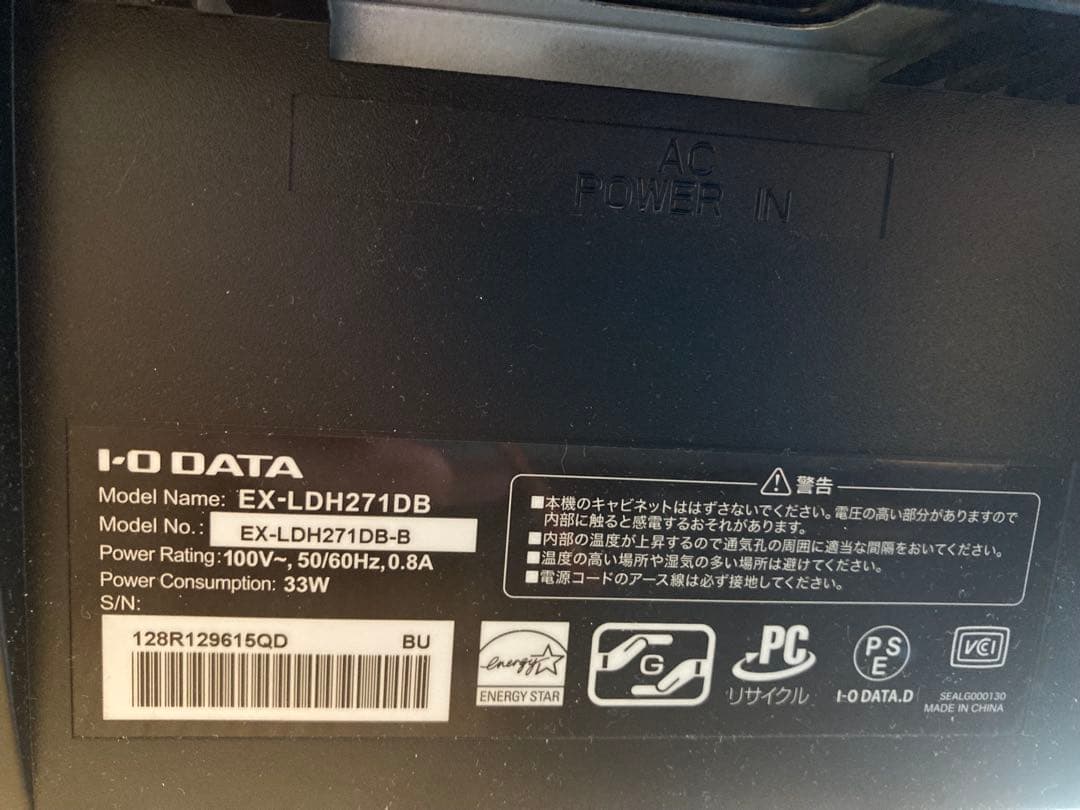 AC
POWER IN
I-O DATA
Model Name: EX-LDH271DB
Model No.: EX-LDH271DB-B
Power Rating: 100V~, 50/60Hz, 0.8A
Power Consumption: 33W
S/N:
128R129615QD BU
警告
■本機のキャビネットははずさないでください。電圧の高い部分がありますので
内部に触ると感電するおそれがあります。
■内部の温度が上昇するので通気孔の周囲に適当な間隔をおいてください。
■温度の高い場所や湿気の多い場所は避けてください。
■電源コードのアース線は必ず接地してください。
energy
ENERGY STAR
G
PC
リサイクル
PS
E
I-O DATA.D
VCI
SEALG000130
MADE IN CHINA